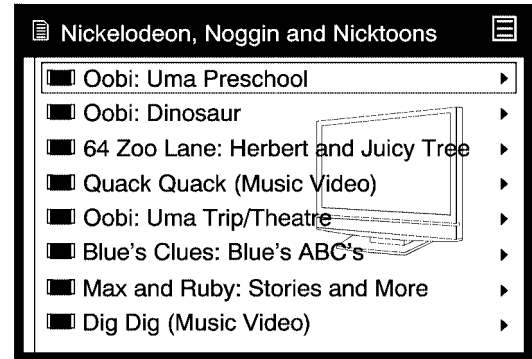 Nickelodeon, Noggin and Nicktoons
Oobi: Uma Preschool
Oobi: Dinosaur
64 Zoo Lane: Herbert and Juicy Tree
Quack Quack (Music Video)
Oobi: Uma Trip/Theatre
Blue's Clues: Blue's ABC's
Max and Ruby: Stories and More
Dig Dig (Music Video)